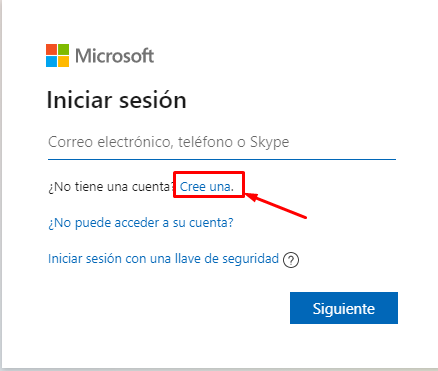 Microsoft
Iniciar sesión
Correo electrónico, teléfono o Skype
¿No tiene una cuenta? Cree una.
¿No puede acceder a su cuenta?
Iniciar sesión con una llave de seguridad ?
Siguiente